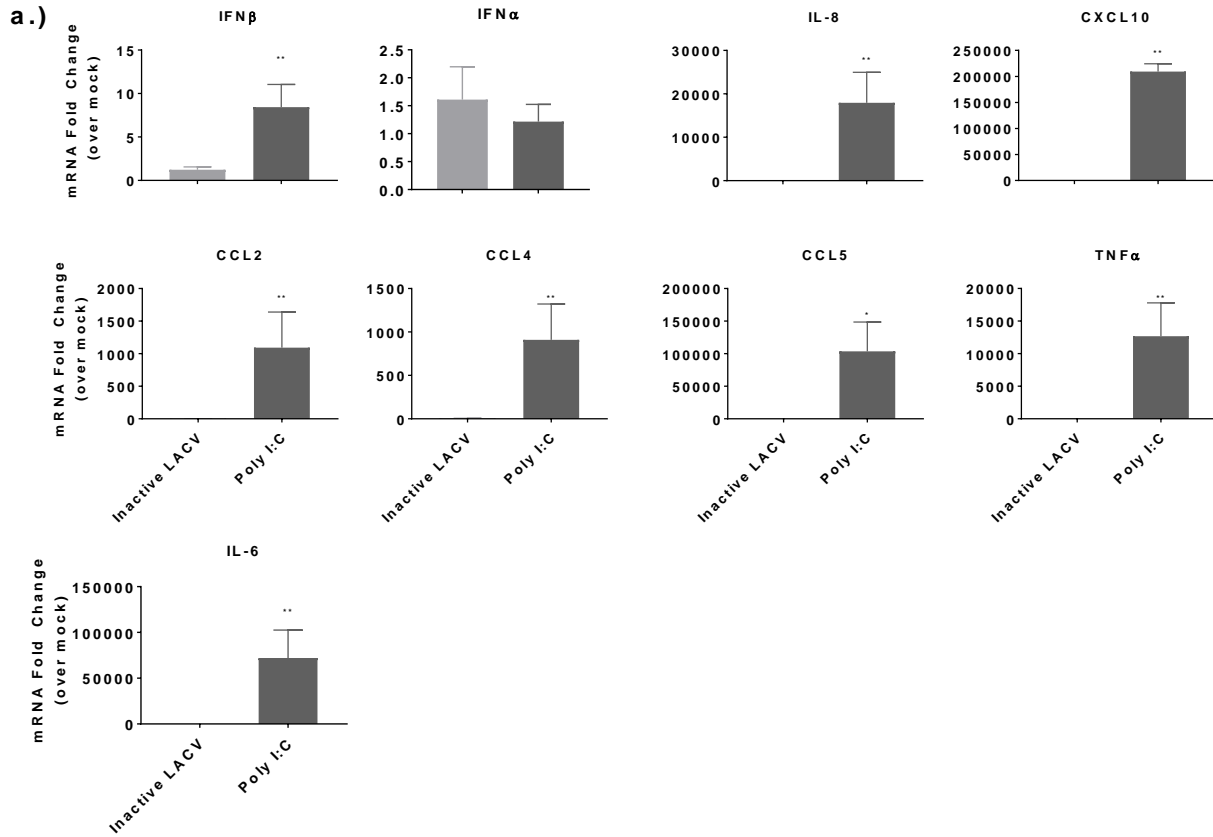 a.)
IFNβ
mRNA Fold Change
(over mock)
15
10
5
0
**
IFNα
2.5
2.0
1.5
1.0
0.5
0.0
IL-8
30000
20000
10000
0
**
CXCL10
250000
200000
150000
100000
50000
0
**
CCL2
mRNA Fold Change
(over mock)
2000
1500
1000
500
0
**
Inactive LACV
Poly I:C
CCL4
1500
1000
500
0
**
Inactive LACV
Poly I:C
CCL5
200000
150000
100000
50000
0
*
Inactive LACV
Poly I:C
TNFα
20000
15000
10000
5000
0
**
Inactive LACV
Poly I:C
IL-6
mRNA Fold Change
(over mock)
150000
100000
50000
0
**
Inactive LACV
Poly I:C